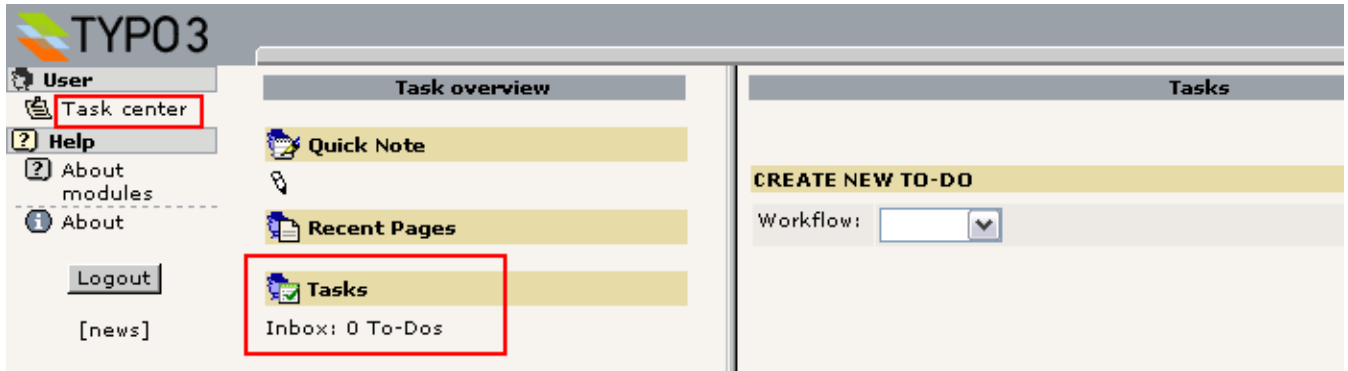 TYPO3
User
Task center
Help
About
modules
About
Logout
[news]
Task overview
Quick Note
Recent Pages
Tasks
Inbox: 0 To-Dos
Tasks
CREATE NEW TO-DO
Workflow: